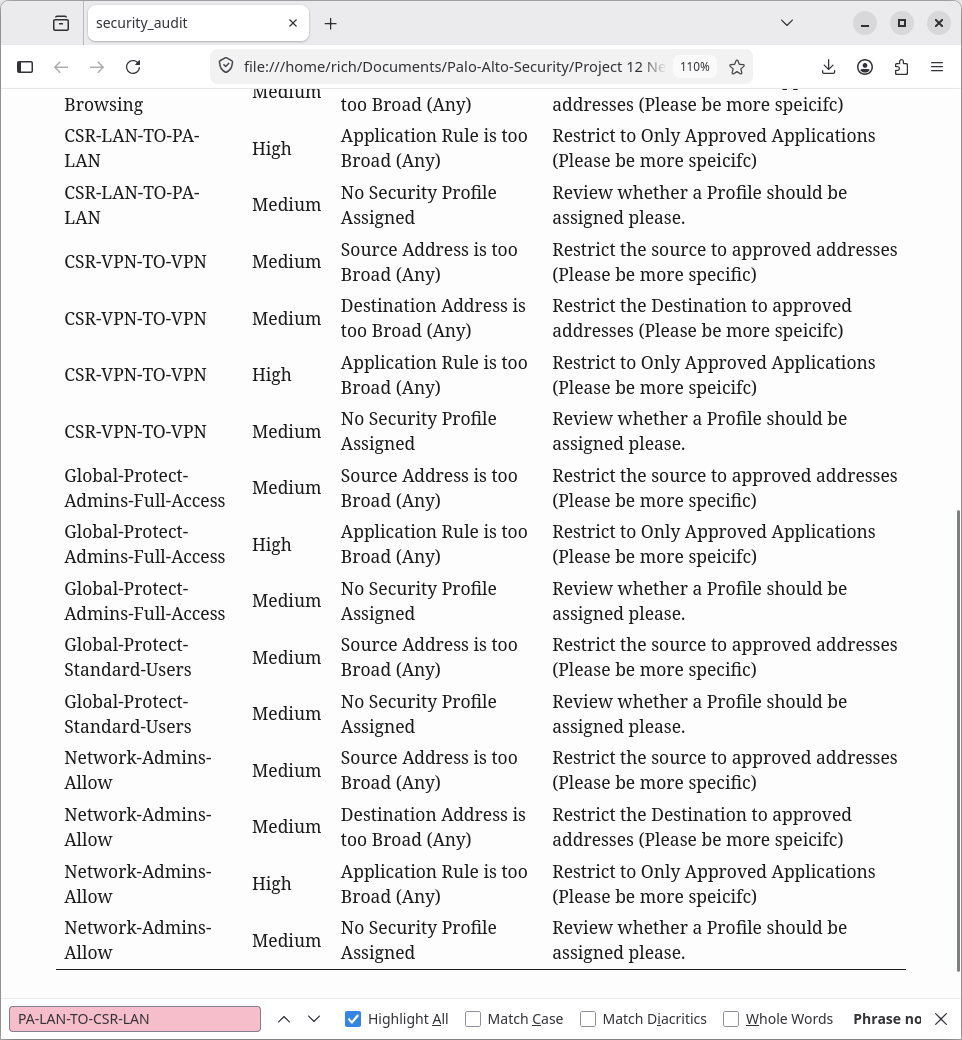 security_audit
file:///home/rich/Documents/Palo-Alto-Security/Project 12 Ne
110%
Browsing Medium too Broad (Any) addresses (Please be more speicifc)
CSR-LAN-TO-PA- Application Rule is too Restrict to Only Approved Applications
LAN High Broad (Any) (Please be more speicifc)
CSR-LAN-TO-PA- No Security Profile Review whether a Profile should be
LAN Medium Assigned assigned please.
Source Address is too Restrict the source to approved addresses
CSR-VPN-TO-VPN Medium Broad (Any) (Please be more specific)
Destination Address is Restrict the Destination to approved
CSR-VPN-TO-VPN Medium too Broad (Any) addresses (Please be more speicifc)
Application Rule is too Restrict to Only Approved Applications
CSR-VPN-TO-VPN High Broad (Any) (Please be more speicifc)
No Security Profile Review whether a Profile should be
CSR-VPN-TO-VPN Medium Assigned assigned please.
Global-Protect- Source Address is too Restrict the source to approved addresses
Admins-Full-Access Medium Broad (Any) (Please be more specific)
Global-Protect- Application Rule is too Restrict to Only Approved Applications
Admins-Full-Access High Broad (Any) (Please be more speicifc)
Global-Protect- No Security Profile Review whether a Profile should be
Admins-Full-Access Medium Assigned assigned please.
Global-Protect- Source Address is too Restrict the source to approved addresses
Standard-Users Medium Broad (Any) (Please be more specific)
Global-Protect- No Security Profile Review whether a Profile should be
Standard-Users Medium Assigned assigned please.
Network-Admins- Source Address is too Restrict the source to approved addresses
Allow Medium Broad (Any) (Please be more specific)
Network-Admins- Destination Address is Restrict the Destination to approved
Allow Medium too Broad (Any) addresses (Please be more speicifc)
Network-Admins- Application Rule is too Restrict to Only Approved Applications
Allow High Broad (Any) (Please be more speicifc)
Network-Admins- No Security Profile Review whether a Profile should be
Allow Medium Assigned assigned please.
PA-LAN-TO-CSR-LAN Highlight All Match Case Match Diacritics Whole Words Phrase no